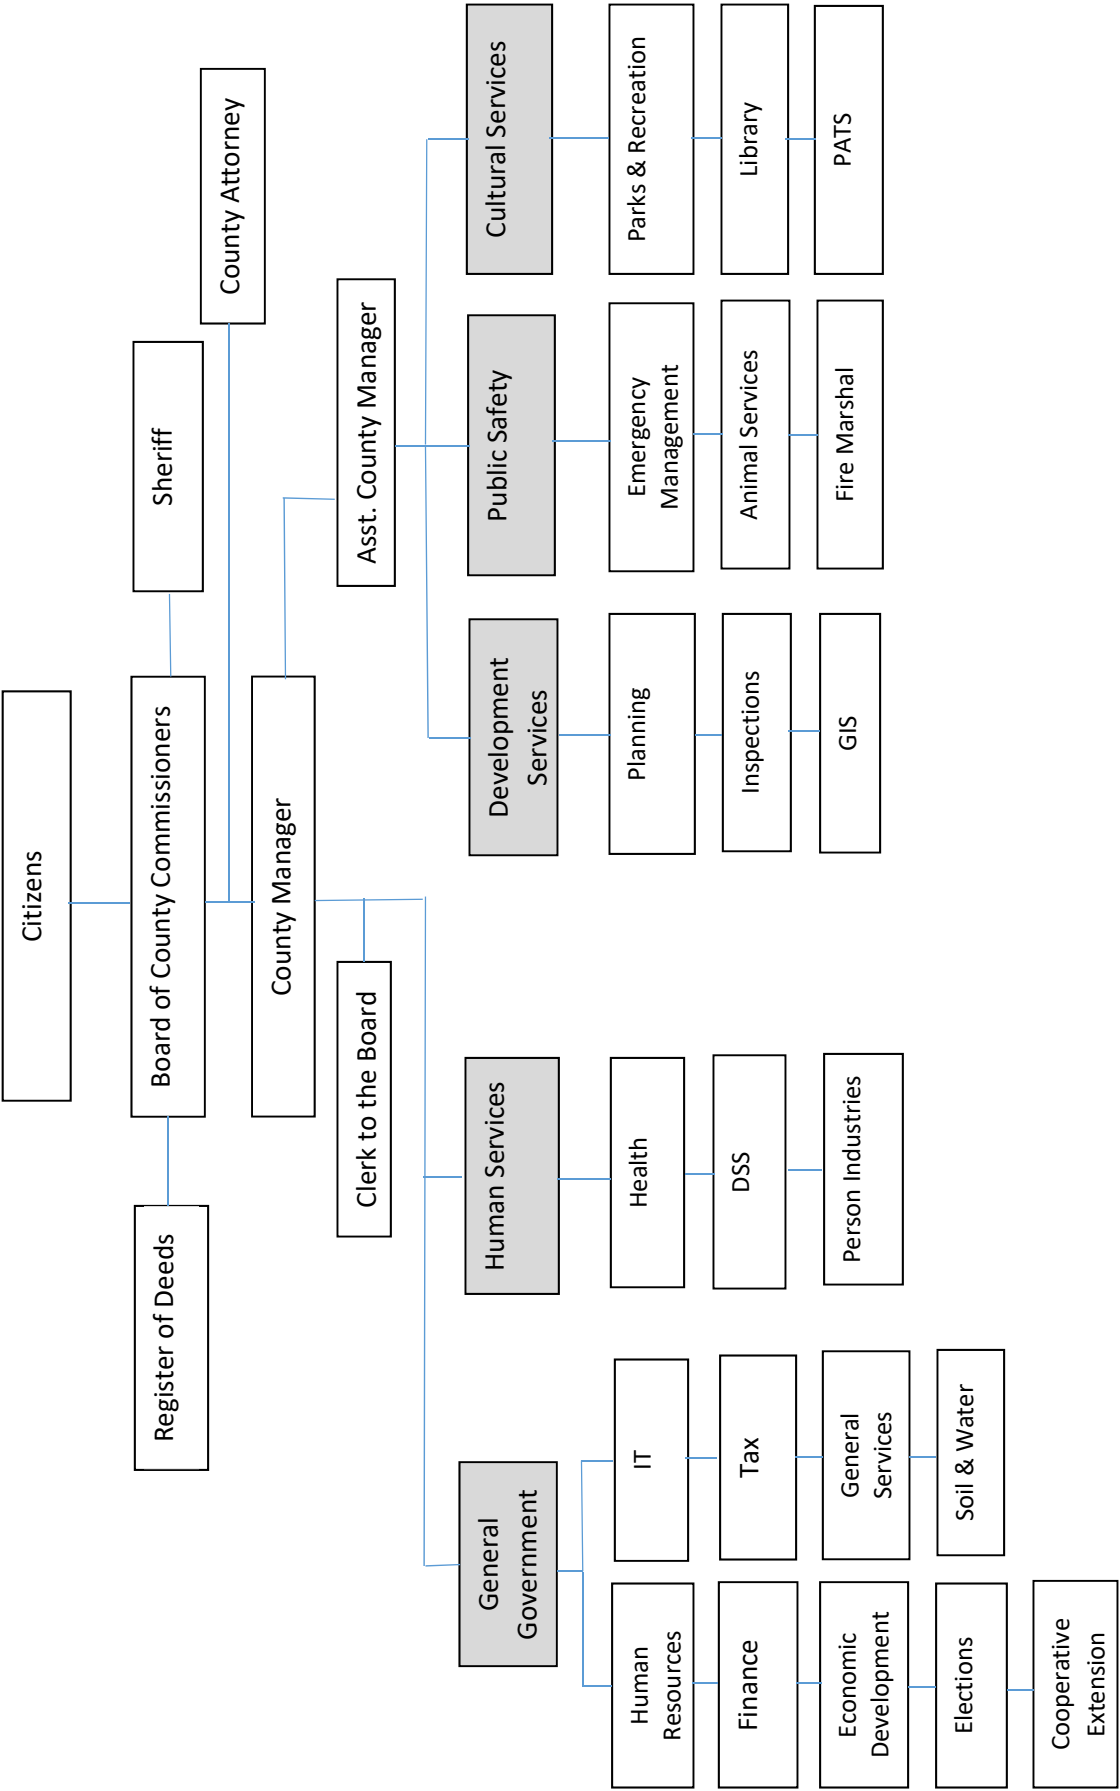 Citizens
Register of Deeds
Board of County Commissioners
Sheriff
County Attorney
County Manager
Clerk to the Board
Asst. County Manager
General
Government
Human Services
Development
Services
Public Safety
Cultural Services
Human
Resources
Finance
Economic
Development
Elections
Cooperative
Extension
IT
Tax
General
Services
Soil & Water
Health
DSS
Person Industries
Planning
Inspections
GIS
Emergency
Management
Animal Services
Fire Marshal
Parks & Recreation
Library
PATS